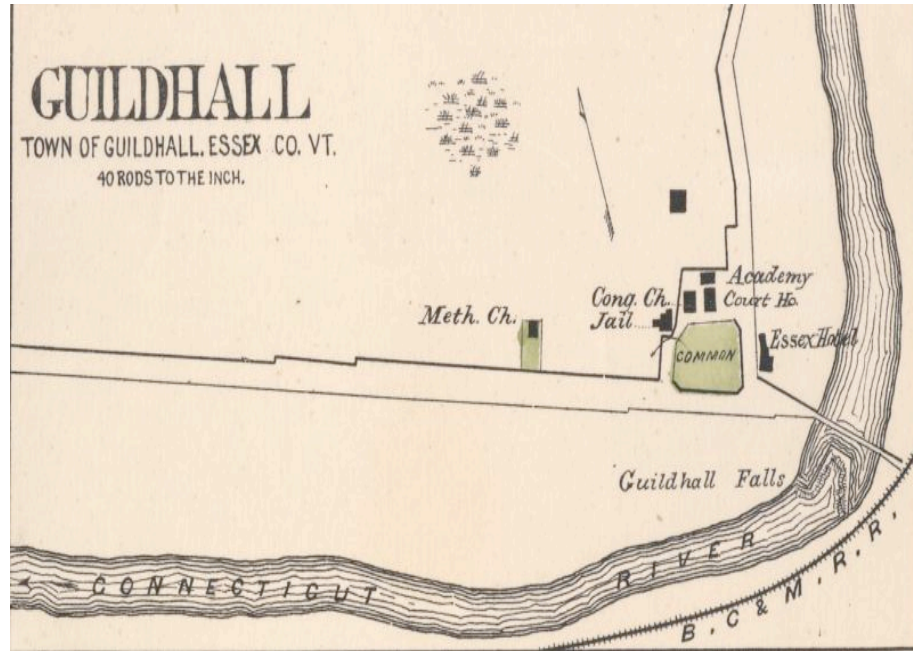 GUILDHALL
TOWN OF GUILDHALL. ESSEX CO. VT.
40 RODS TO THE INCH.
Academy
Cong. Ch.
Court Ho.
Meth. Ch.
Jail
Essex Hotel
COMMON
Guildhall Falls
CONNECTICUT
RIVER
B. C & M. R. R.